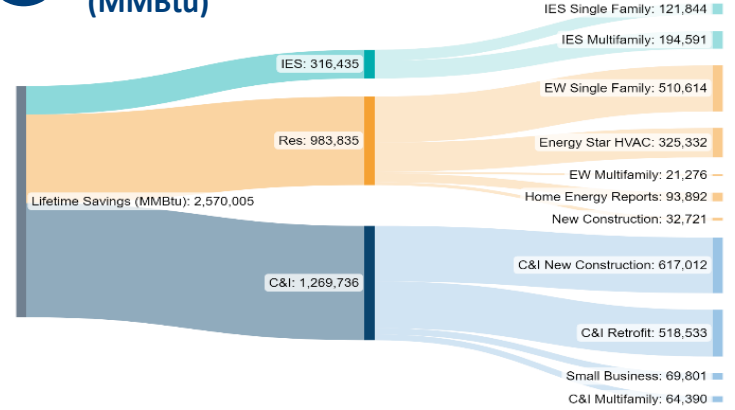 (MMBtu)
IES Single Family: 121,844
IES Multifamily: 194,591
IES: 316,435
EW Single Family: 510,614
Res: 983,835
Energy Star HVAC: 325,332
EW Multifamily: 21,276
Home Energy Reports: 93,892
Lifetime Savings (MMBtu): 2,570,005
New Construction: 32,721
C&I New Construction: 617,012
C&I: 1,269,736
C&I Retrofit: 518,533
Small Business: 69,801
C&I Multifamily: 64,390